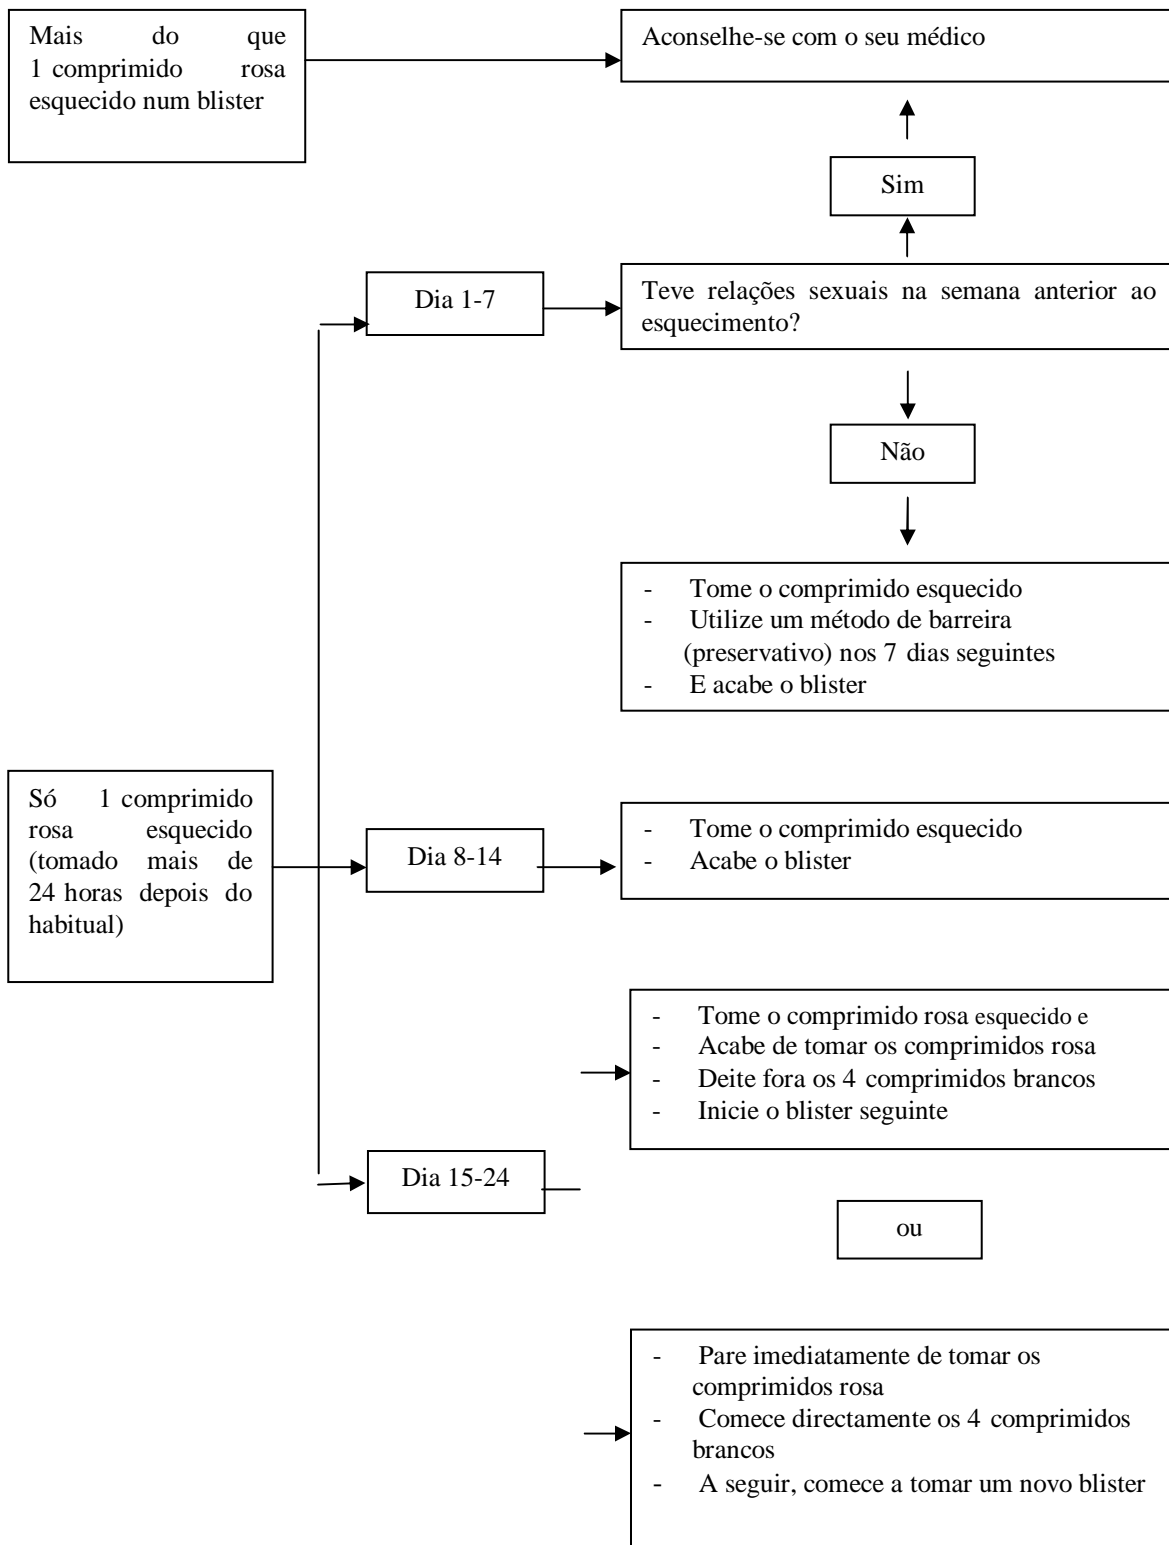 Mais do que
1 comprimido rosa
esquecido num blister
Aconselhe-se com o seu médico
Sim
Dia 1-7
Teve relações sexuais na semana anterior ao
esquecimento?
Não
- Tome o comprimido esquecido
- Utilize um método de barreira
(preservativo) nos 7 dias seguintes
- E acabe o blister
Só 1 comprimido
rosa esquecido
(tomado mais de
24 horas depois do
habitual)
Dia 8-14
- Tome o comprimido esquecido
- Acabe o blister
- Tome o comprimido rosa esquecido e
- Acabe de tomar os comprimidos rosa
- Deite fora os 4 comprimidos brancos
- Inicie o blister seguinte
Dia 15-24
ou
- Pare imediatamente de tomar os
comprimidos rosa
- Comece directamente os 4 comprimidos
brancos
- A seguir, comece a tomar um novo blister